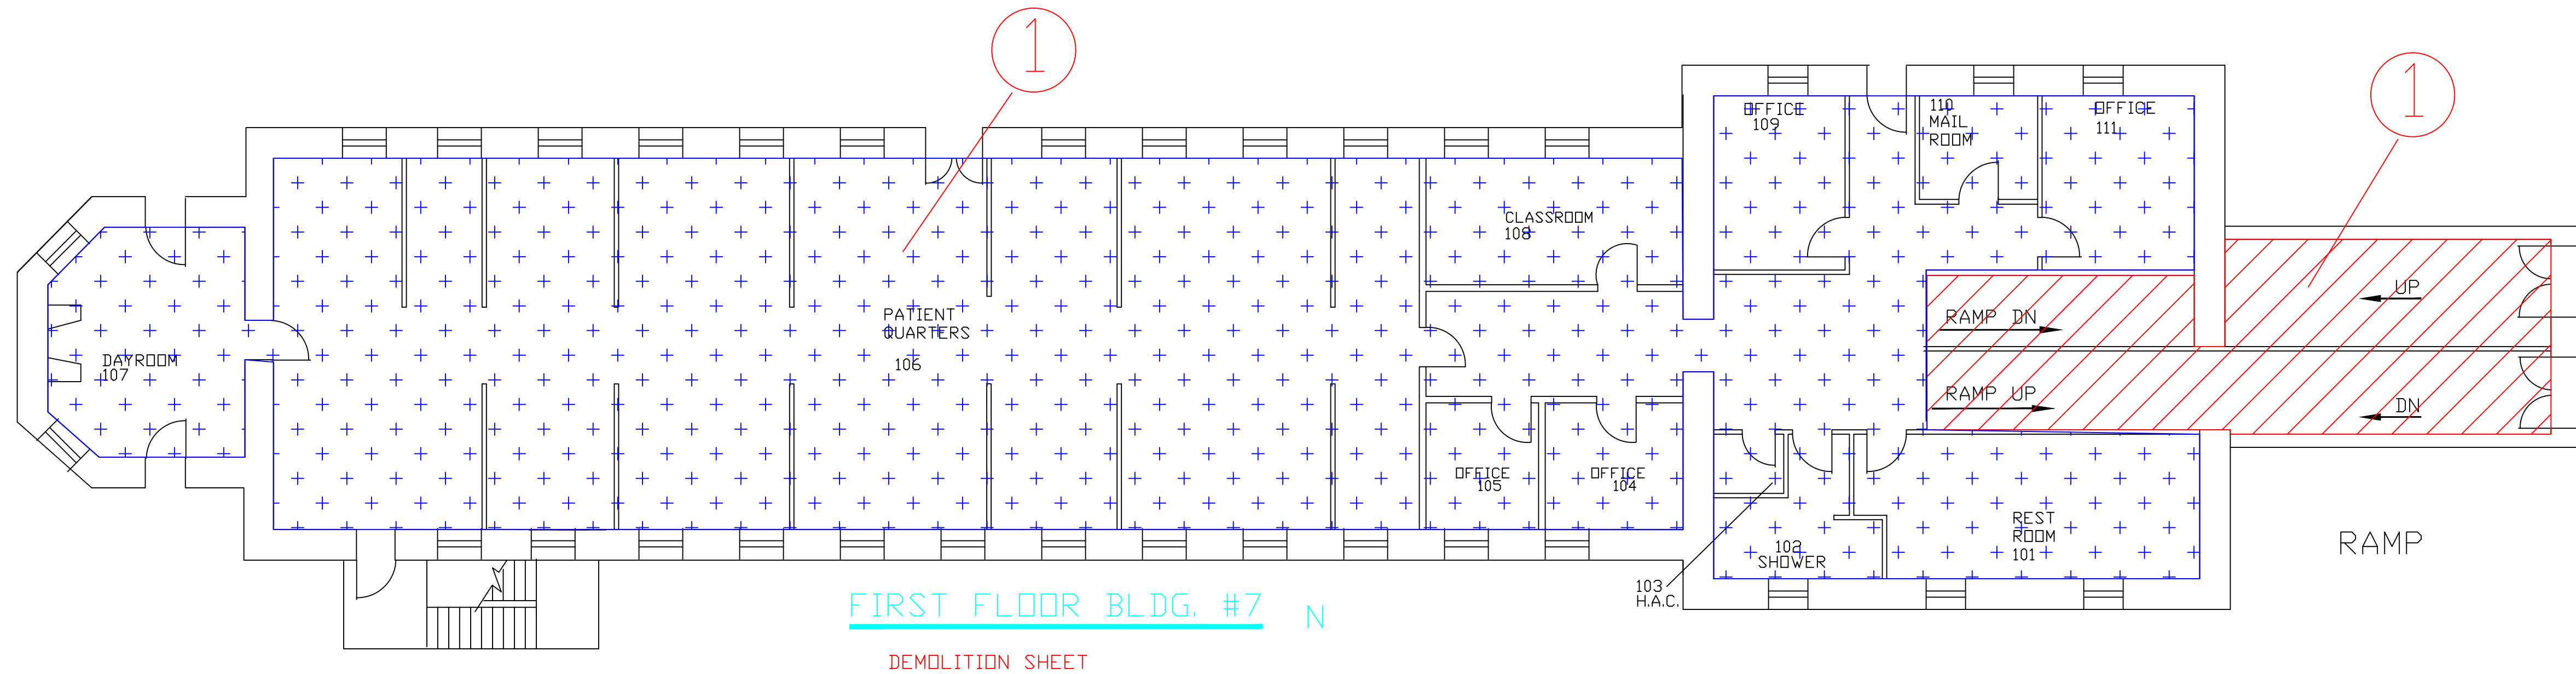 1
1
OFFICE
109
110
MAIL
ROOM
OFFICE
111
CLASSROOM
108
UP
RAMP DN
PATIENT
QUARTERS
106
DAYROOM
107
RAMP UP
DN
OFFICE
105
OFFICE
104
REST
ROOM
101
102
SHOWER
RAMP
103
H.A.C.
FIRST FLOOR BLDG. #7
N
DEMOLITION SHEET